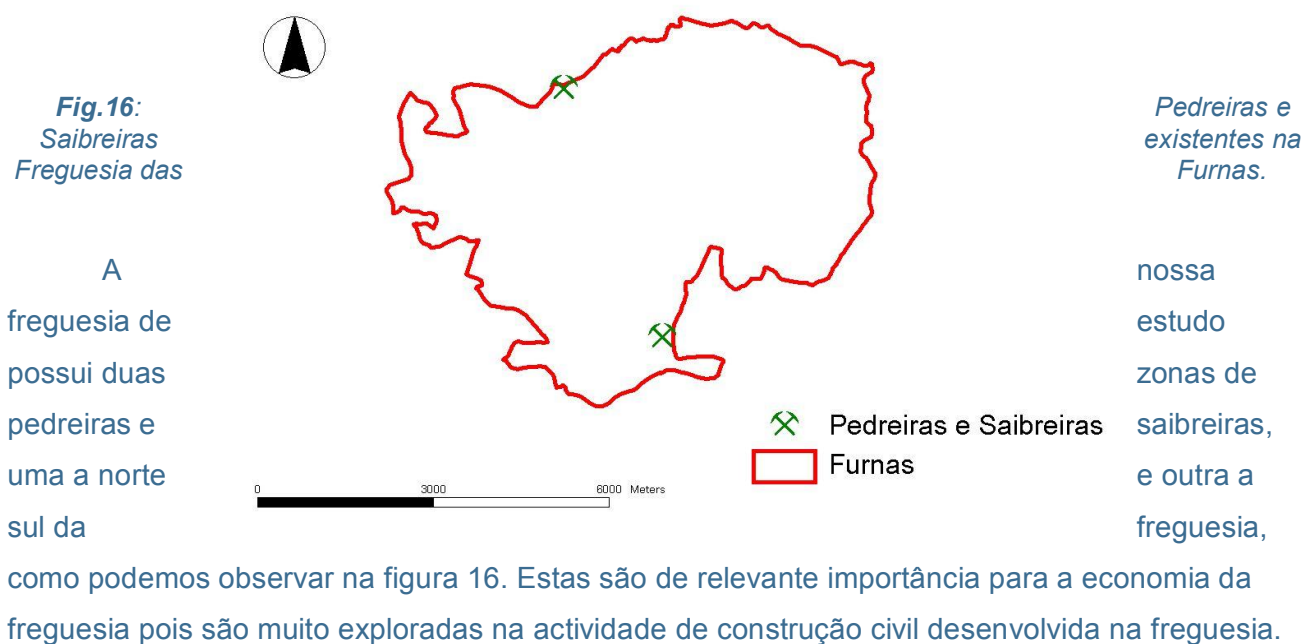 Fig.16: Pedreiras e
Saibreiras existentes na
Freguesia das Furnas.
A nossa
freguesia de estudo
possui duas zonas de
pedreiras e saibreiras,
uma a norte e outra a
sul da freguesia,
como podemos observar na figura 16. Estas são de relevante importância para a economia da
freguesia pois são muito exploradas na actividade de construção civil desenvolvida na freguesia.
Pedreiras e Saibreiras
Furnas
0 3000 6000 Meters